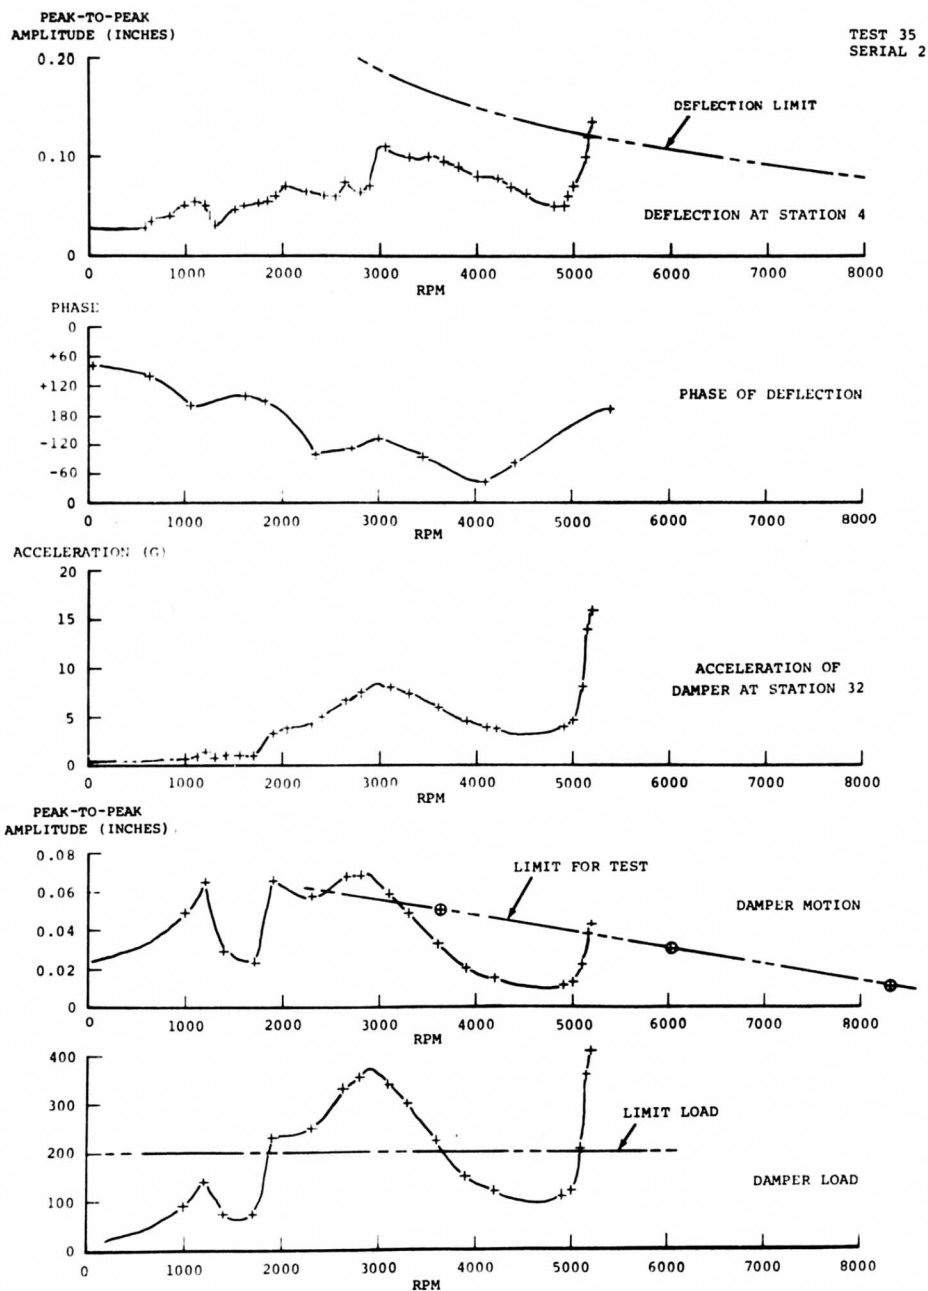 PEAK-TO-PEAK
AMPLITUDE (INCHES)
TEST 35
SERIAL 2
0.20
DEFLECTION LIMIT
0.10
DEFLECTION AT STATION 4
0
0 1000 2000 3000 4000 5000 6000 7000 8000
RPM
PHASE
0
+60
+120
PHASE OF DEFLECTION
180
-120
-60
0
0 1000 2000 3000 4000 5000 6000 7000 8000
RPM
ACCELERATION (G)
20
15
ACCELERATION OF
DAMPER AT STATION 32
10
5
0
0 1000 2000 3000 4000 5000 6000 7000 8000
RPM
PEAK-TO-PEAK
AMPLITUDE (INCHES)
0.08
LIMIT FOR TEST
0.06
DAMPER MOTION
0.04
0.02
0
0 1000 2000 3000 4000 5000 6000 7000 8000
RPM
400
300
LIMIT LOAD
200
DAMPER LOAD
100
0
0 1000 2000 3000 4000 5000 6000 7000 8000
RPM